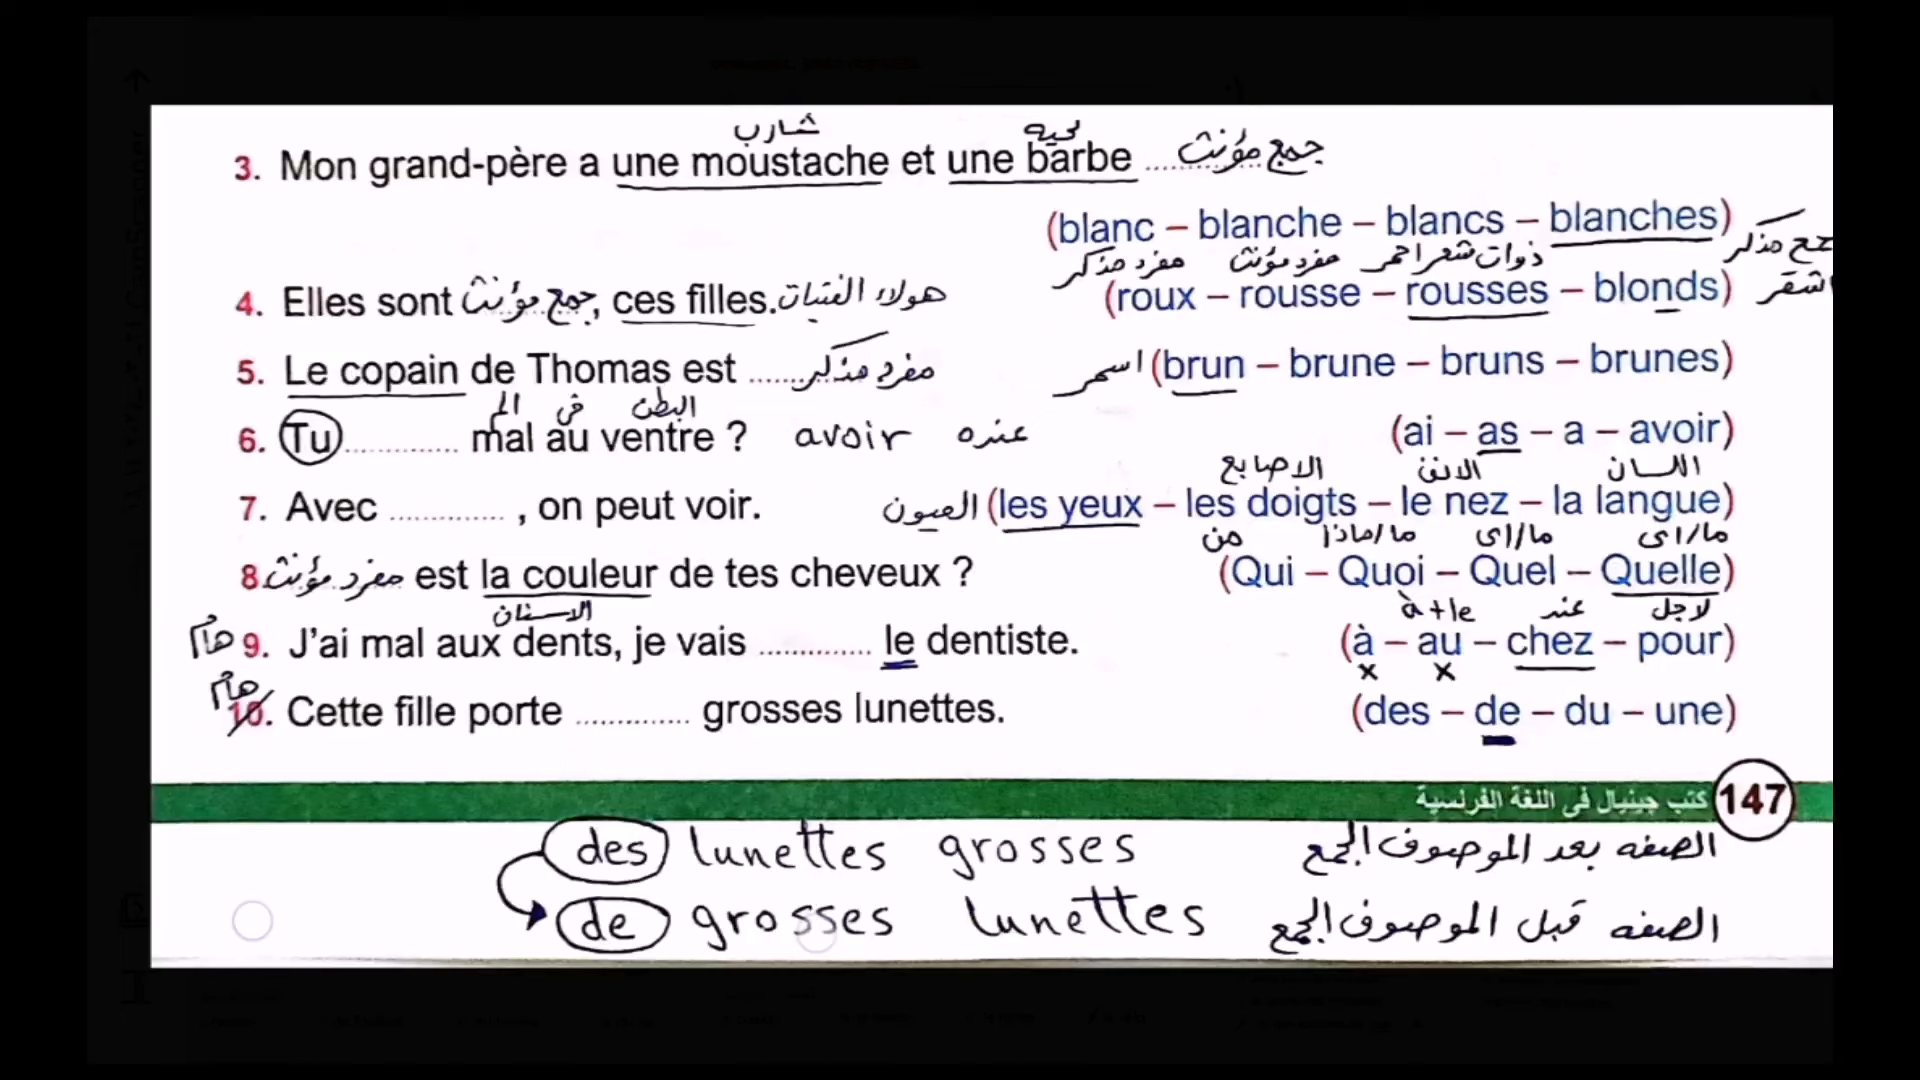 شارب لحيه
3. Mon grand-père a une moustache et une barbe ........ جمع مؤنث
(blanc – blanche – blancs – blanches)
مفرد مذكر مفرد مؤنث ذوات شعر احمر جمع مذكر
4. Elles sont جمع مؤنث, ces filles. هولاء الفتيات (roux – rousse – rousses – blonds) اشقر
5. Le copain de Thomas est ........ مفرد مذكر اسمر (brun – brune – bruns – brunes)
الم في البطن
6. Tu ............ mal au ventre ? avoir عنده (ai – as – a – avoir)
الاصابع الانف اللسان
7. Avec ............ , on peut voir. العيون (les yeux – les doigts – le nez – la langue)
من ما/ماذا ما/اى ما/اى
8 مفرد مؤنث est la couleur de tes cheveux ? (Qui – Quoi – Quel – Quelle)
الاسنان à+le عند لاجل
هام 9. J'ai mal aux dents, je vais ............ le dentiste. (à – au – chez – pour)
x x
هام
10. Cette fille porte ............ grosses lunettes. (des – de – du – une)
كتب جينيال فى اللغة الفرنسية 147
des lunettes grosses الصفه بعد الموصوف الجمع
de grosses lunettes الصفه قبل الموصوف الجمع